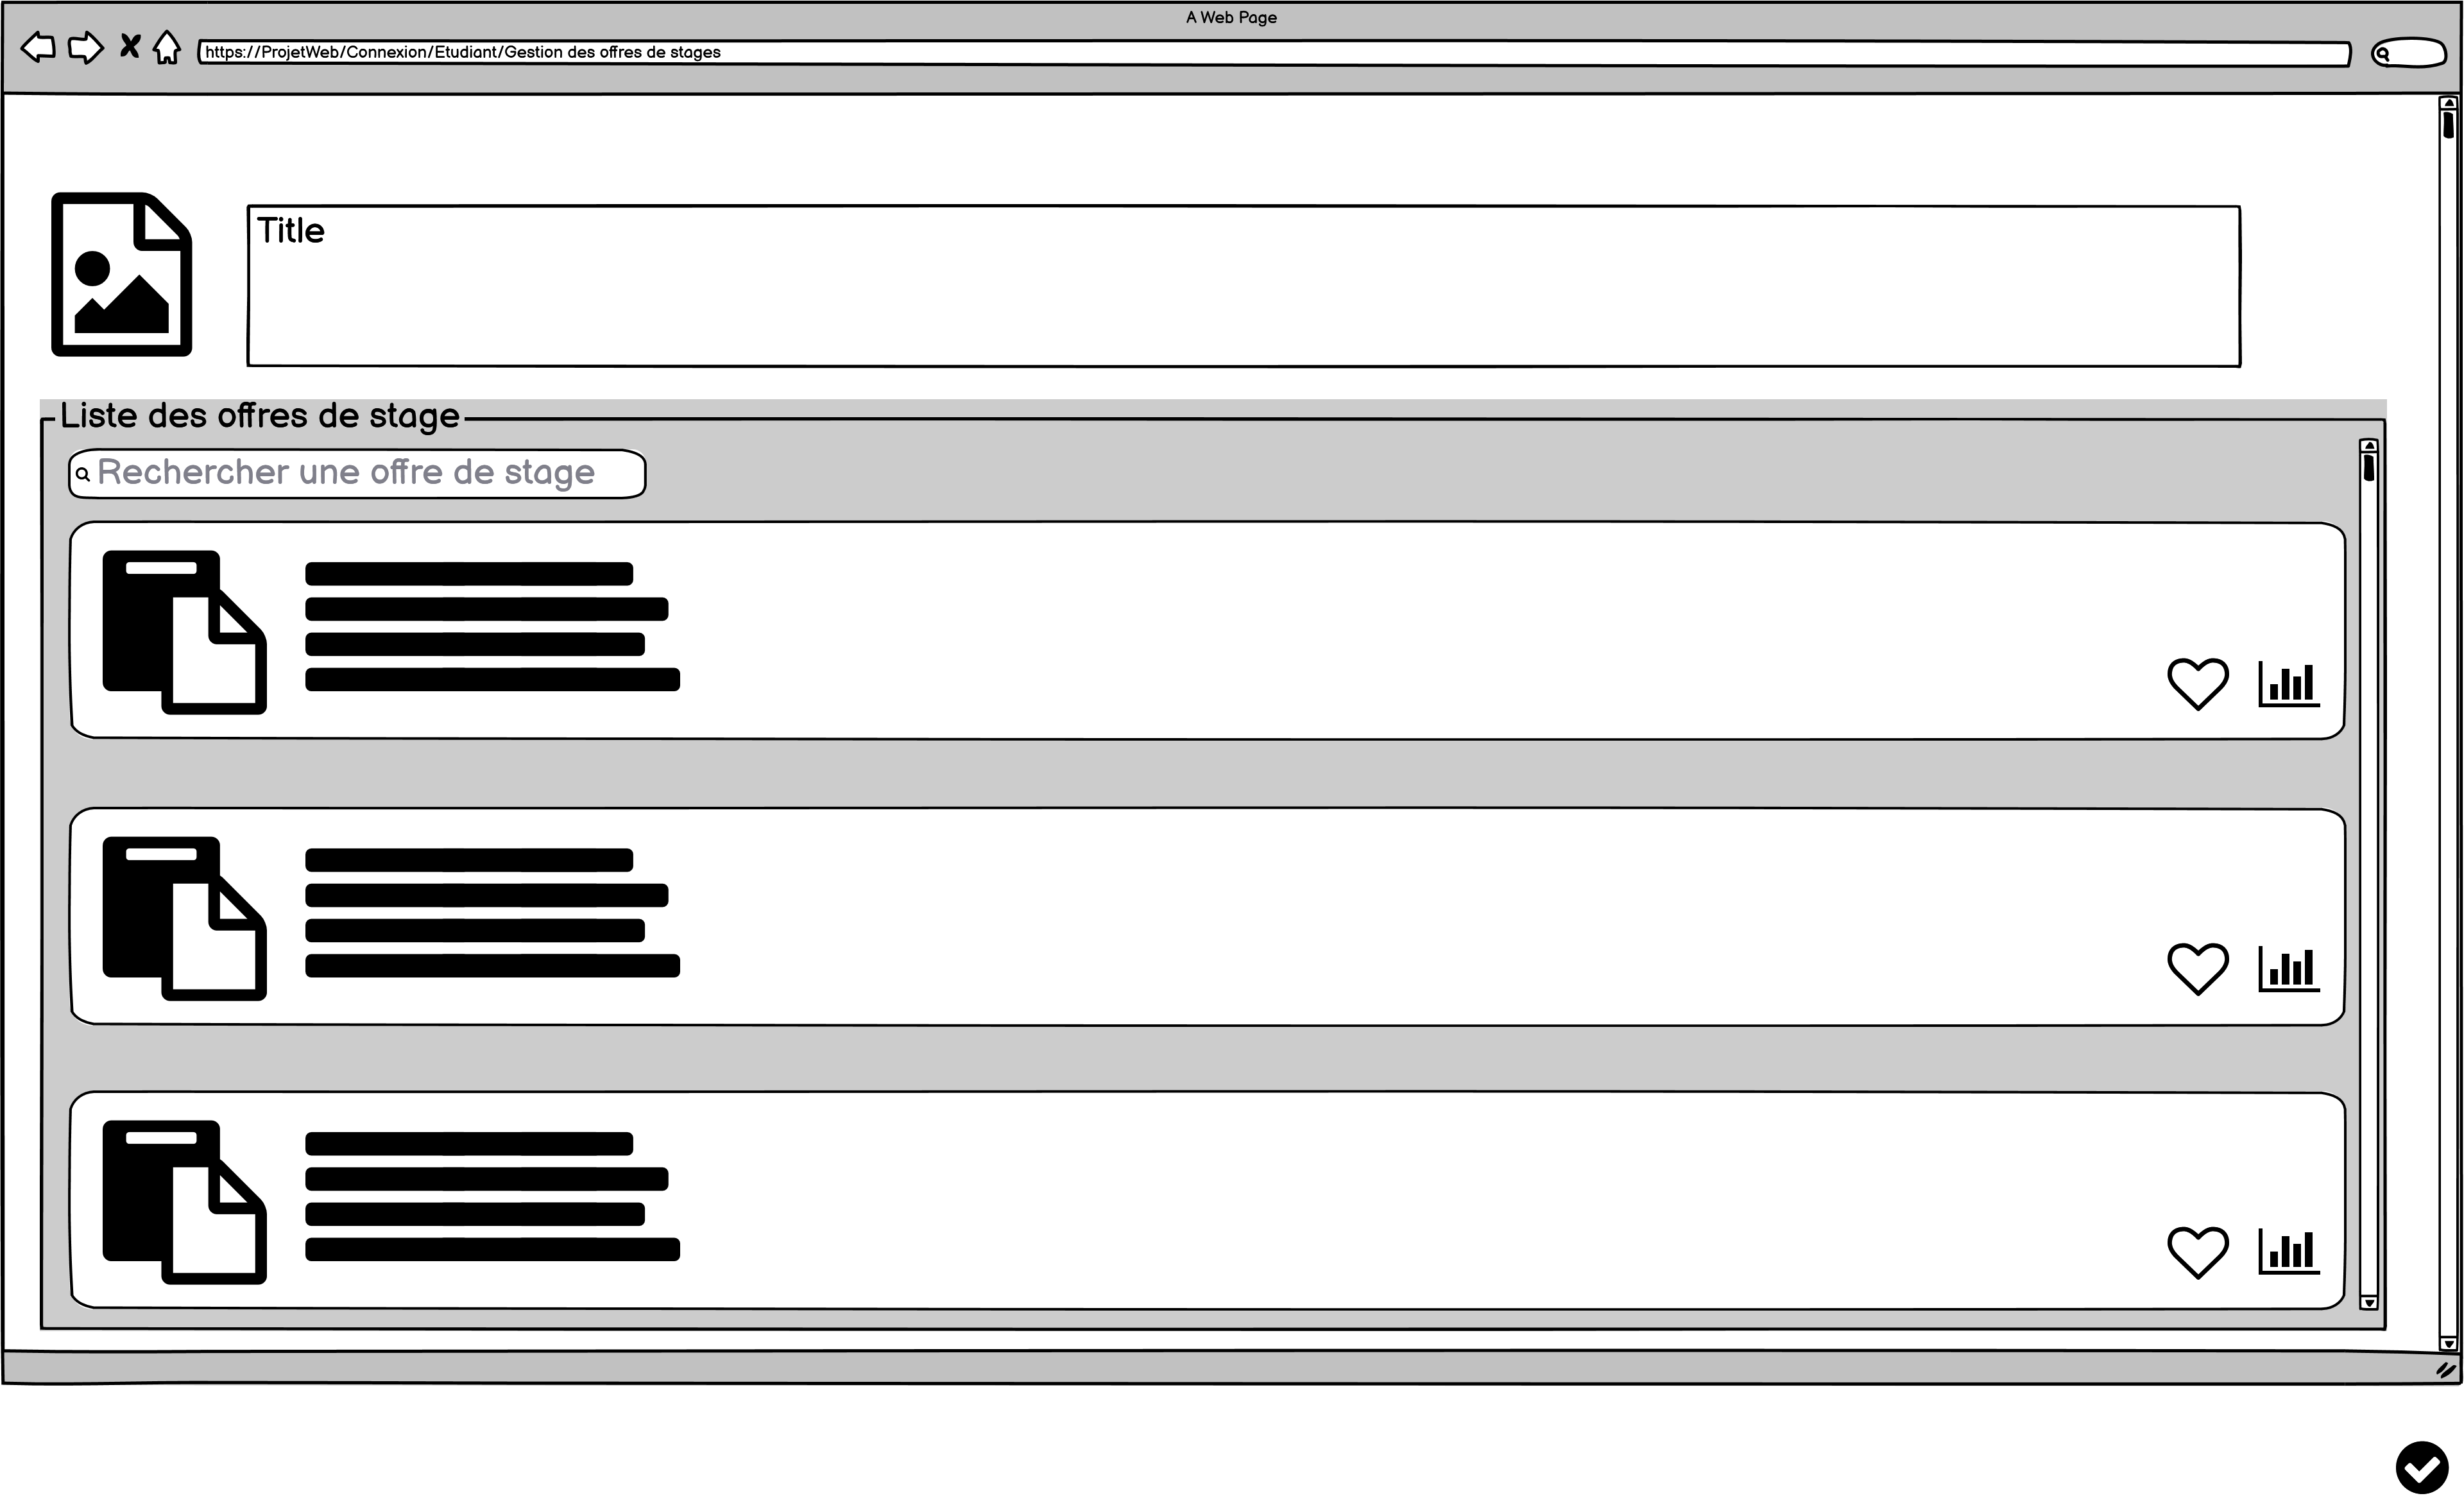 A Web Page
https://ProjetWeb/Connexion/Etudiant/Gestion des offres de stages
Title
Liste des offres de stage
Rechercher une offre de stage